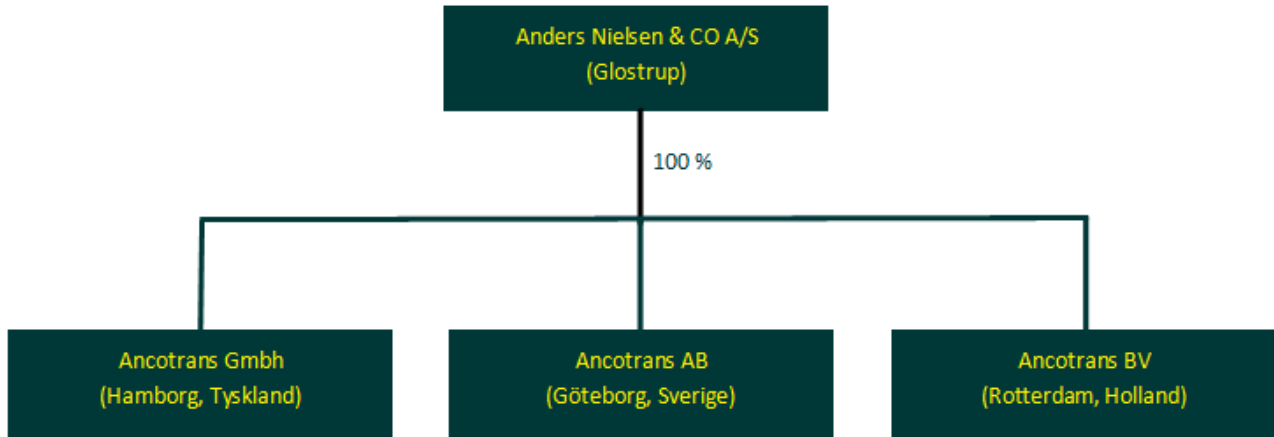 Anders Nielsen & CO A/S
(Glostrup)
100 %
Ancotrans Gmbh
(Hamborg, Tyskland)
Ancotrans AB
(Göteborg, Sverige)
Ancotrans BV
(Rotterdam, Holland)